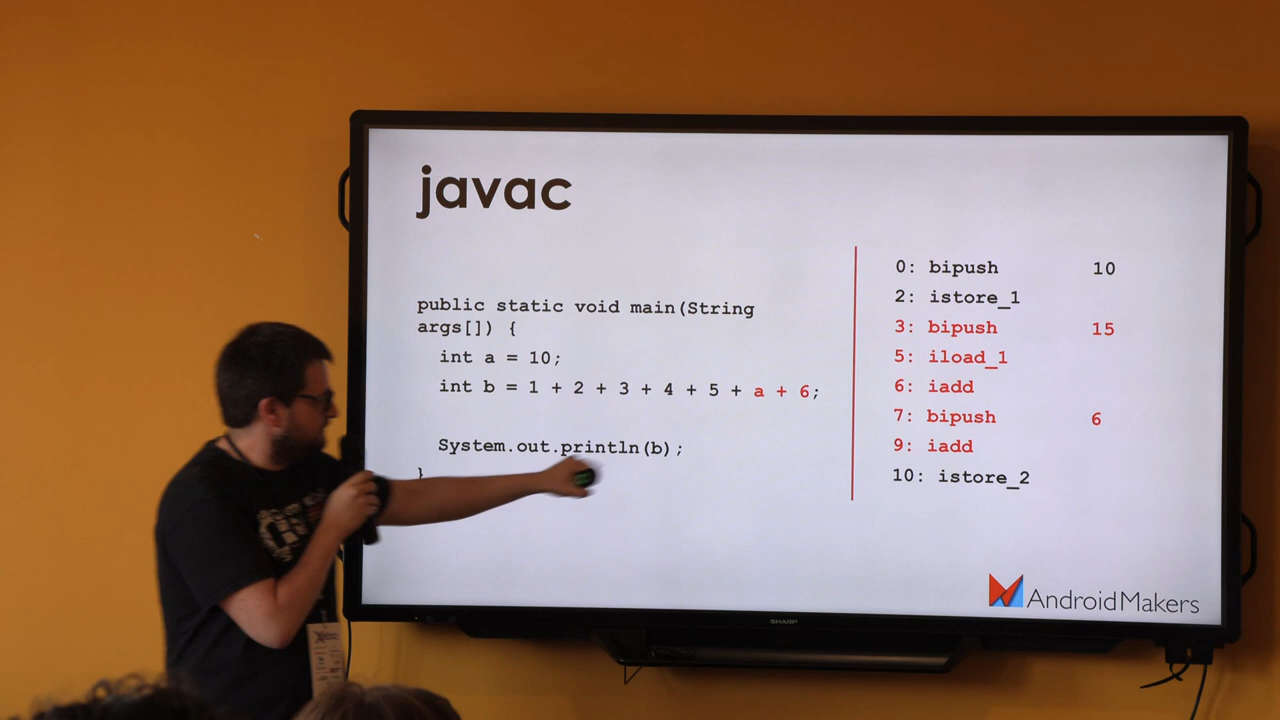 javac
public static void main(String
args[]) {
int a = 10;
int b = 1 + 2 + 3 + 4 + 5 + a + 6;
System.out.println(b);
}
0: bipush 10
2: istore_1
3: bipush 15
5: iload_1
6: iadd
7: bipush 6
9: iadd
10: istore_2
AndroidMakers
SHARP